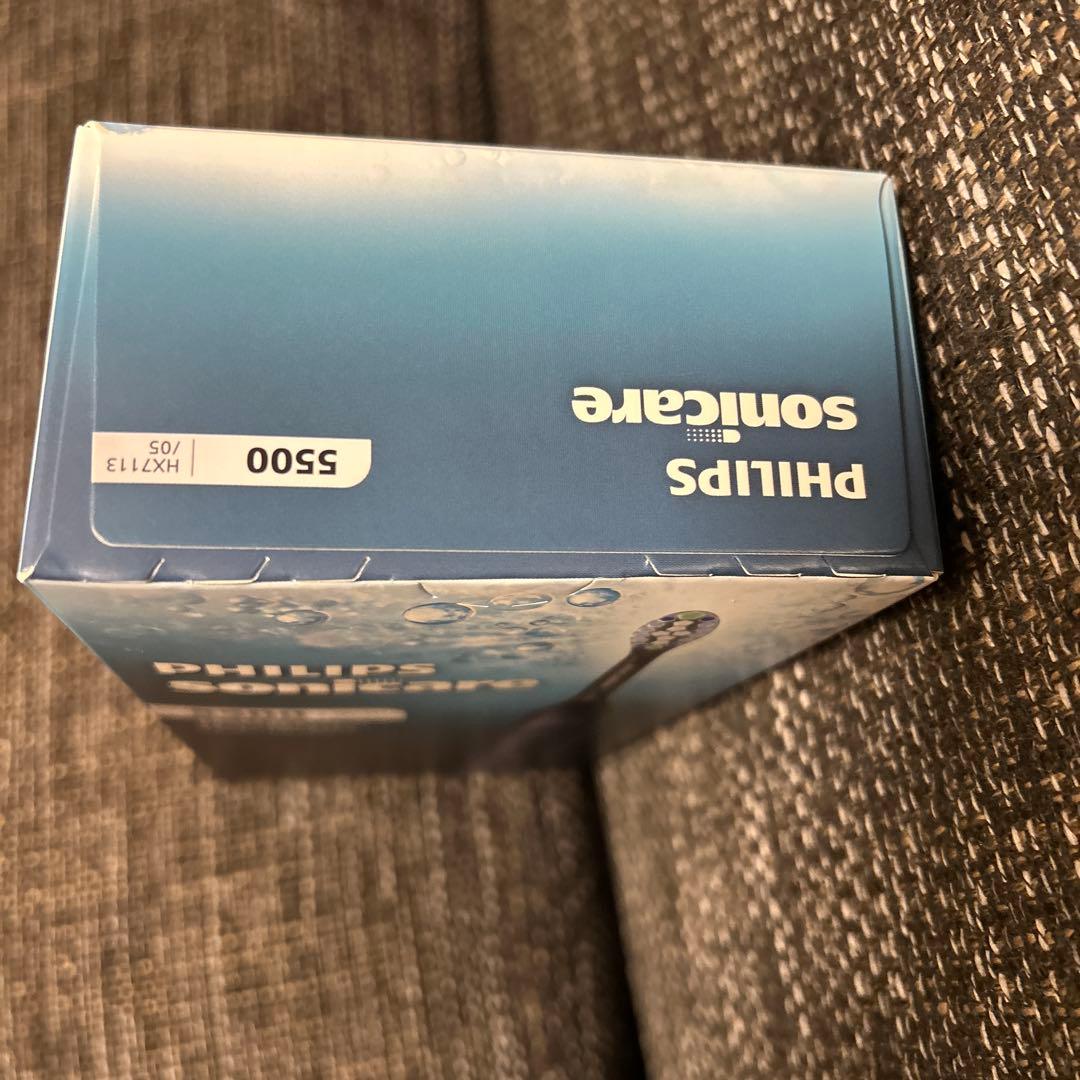 PHILIPS
sonicare
5500
HX7113
/05
PHILIPS
sonicare